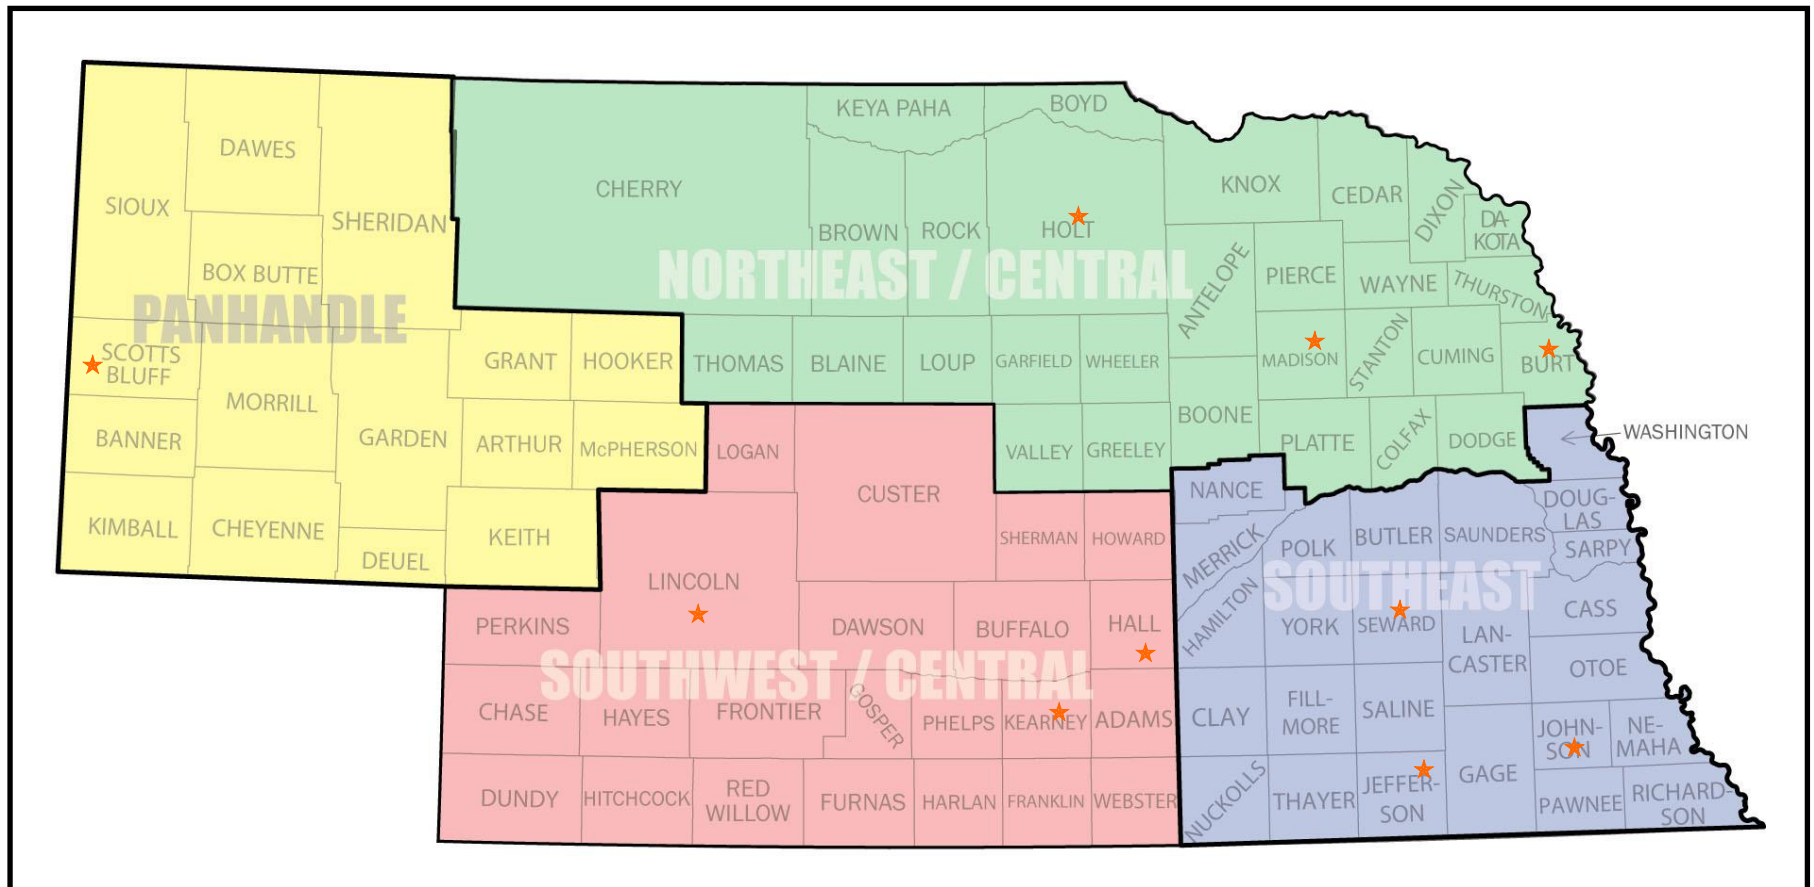 KEYA PAHA
BOYD
DAWES
CHERRY
KNOX
CEDAR
SIOUX
SHERIDAN
BROWN
ROCK
HOLT
DIXON
DA-
KOTA
BOX BUTTE
NORTHEAST / CENTRAL
ANTELOPE
PIERCE
WAYNE
THURSTON
PANHANDLE
SCOTTS
BLUFF
GRANT
HOOKER
THOMAS
BLAINE
LOUP
GARFIELD
WHEELER
MADISON
STANTON
CUMING
BURT
MORRILL
BANNER
GARDEN
ARTHUR
McPHERSON
LOGAN
VALLEY
GREELEY
BOONE
PLATTE
COLFAX
DODGE
WASHINGTON
CUSTER
NANCE
KIMBALL
CHEYENNE
DEUEL
KEITH
SHERMAN
HOWARD
MERRICK
POLK
BUTLER
SAUNDERS
DOUG-
LAS
SARPY
LINCOLN
SOUTHEAST
PERKINS
DAWSON
BUFFALO
HALL
HAMILTON
YORK
SEWARD
LAN-
CASTER
CASS
OTOE
SOUTHWEST / CENTRAL
CHASE
HAYES
FRONTIER
GOSPER
PHELPS
KEARNEY
ADAMS
CLAY
FILL-
MORE
SALINE
JOHN-
SON
NE-
MAHA
DUNDY
HITCHCOCK
RED
WILLOW
FURNAS
HARLAN
FRANKLIN
WEBSTER
NUCKOLLS
THAYER
JEFFER-
SON
GAGE
PAWNEE
RICHARD-
SON